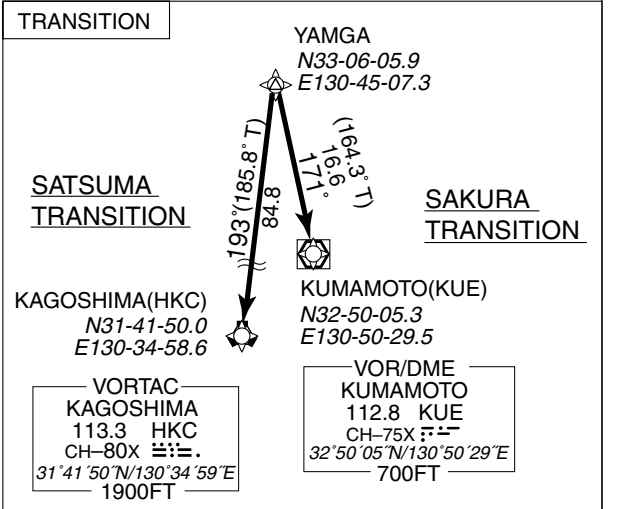 TRANSITION
YAMGA
N33-06-05.9
E130-45-07.3
193°(185.8°T)
84.8
(164.3°T)
16.6
171°
SATSUMA
TRANSITION
SAKURA
TRANSITION
KAGOSHIMA(HKC)
N31-41-50.0
E130-34-58.6
KUMAMOTO(KUE)
N32-50-05.3
E130-50-29.5
VORTAC
KAGOSHIMA
113.3 HKC
CH–80X
31°41´50˝N/130°34´59˝E
1900FT
VOR/DME
KUMAMOTO
112.8 KUE
CH–75X
32°50´05˝N/130°50´29˝E
700FT